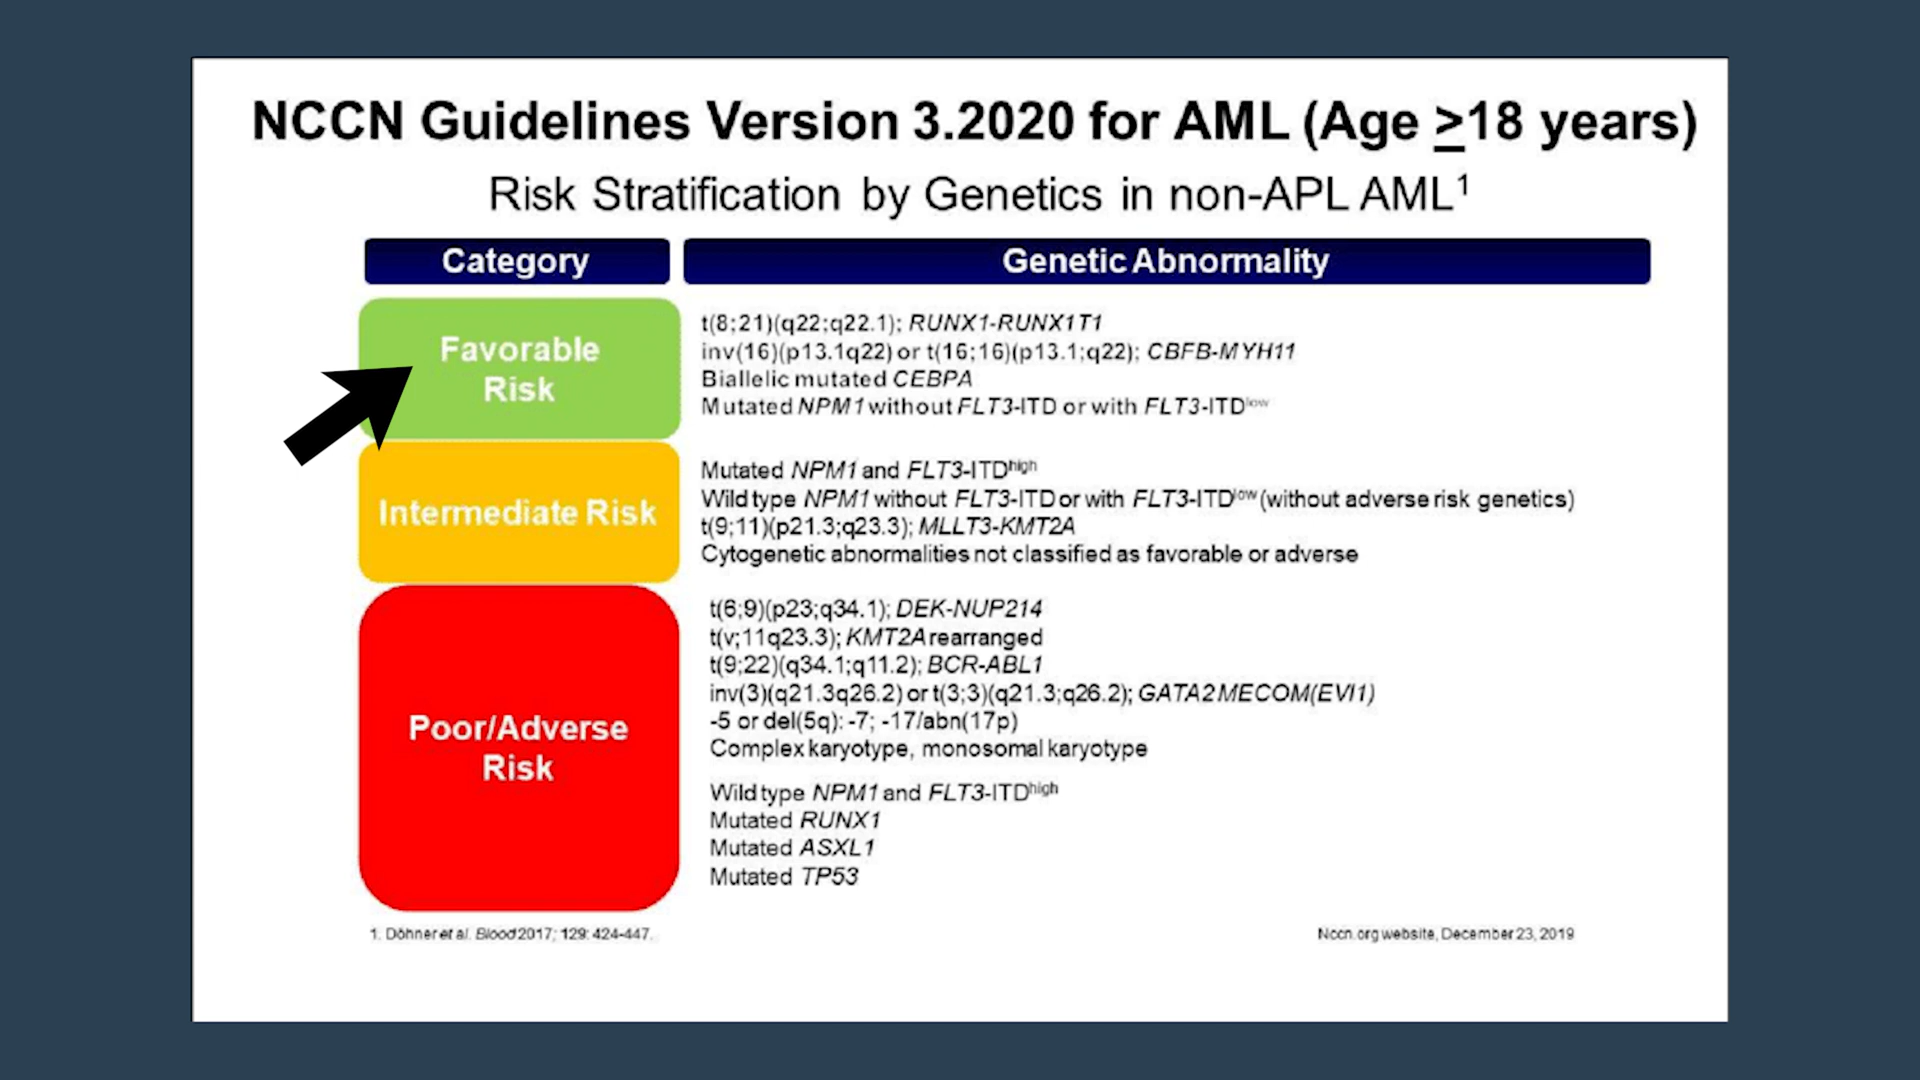 NCCN Guidelines Version 3.2020 for AML (Age ≥18 years)
Risk Stratification by Genetics in non-APL AML¹
Category
Genetic Abnormality
Favorable
Risk
t(8;21)(q22;q22.1); RUNX1-RUNX1T1
inv(16)(p13.1q22) or t(16;16)(p13.1;q22); CBFB-MYH11
Biallelic mutated CEBPA
Mutated NPM1 without FLT3-ITD or with FLT3-ITDlow
Intermediate Risk
Mutated NPM1 and FLT3-ITDhigh
Wild type NPM1 without FLT3-ITD or with FLT3-ITDlow (without adverse risk genetics)
t(9;11)(p21.3;q23.3); MLLT3-KMT2A
Cytogenetic abnormalities not classified as favorable or adverse
Poor/Adverse
Risk
t(6;9)(p23;q34.1); DEK-NUP214
t(v;11q23.3); KMT2A rearranged
t(9;22)(q34.1;q11.2); BCR-ABL1
inv(3)(q21.3q26.2) or t(3;3)(q21.3;q26.2); GATA2 MECOM(EVI1)
-5 or del(5q): -7; -17/abn(17p)
Complex karyotype, monosomal karyotype
Wild type NPM1 and FLT3-ITDhigh
Mutated RUNX1
Mutated ASXL1
Mutated TP53
1. Döhner et al. Blood 2017; 129: 424-447.
Nccn.org website, December 23, 2019